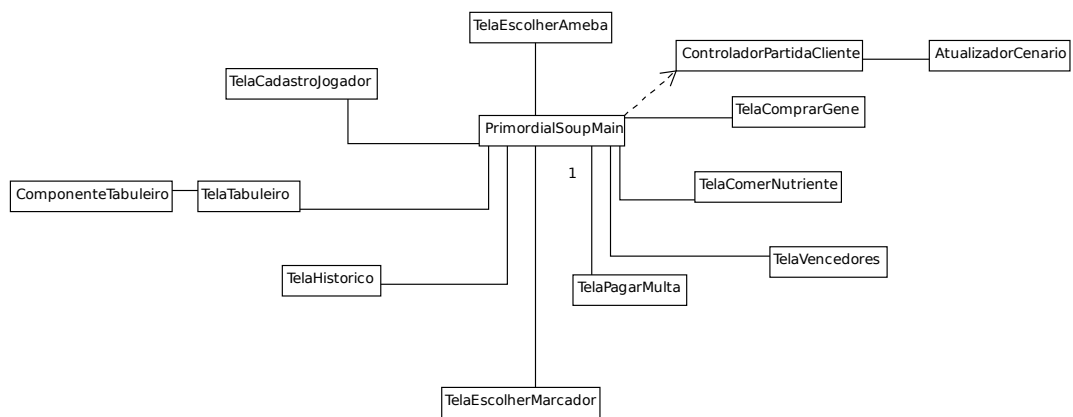 TelaEscolherAmeba
ControladorPartidaCliente
AtualizadorCenario
TelaCadastroJogador
TelaComprarGene
PrimordialSoupMain
1
TelaComerNutriente
ComponenteTabuleiro
TelaTabuleiro
TelaVencedores
TelaHistorico
TelaPagarMulta
TelaEscolherMarcador